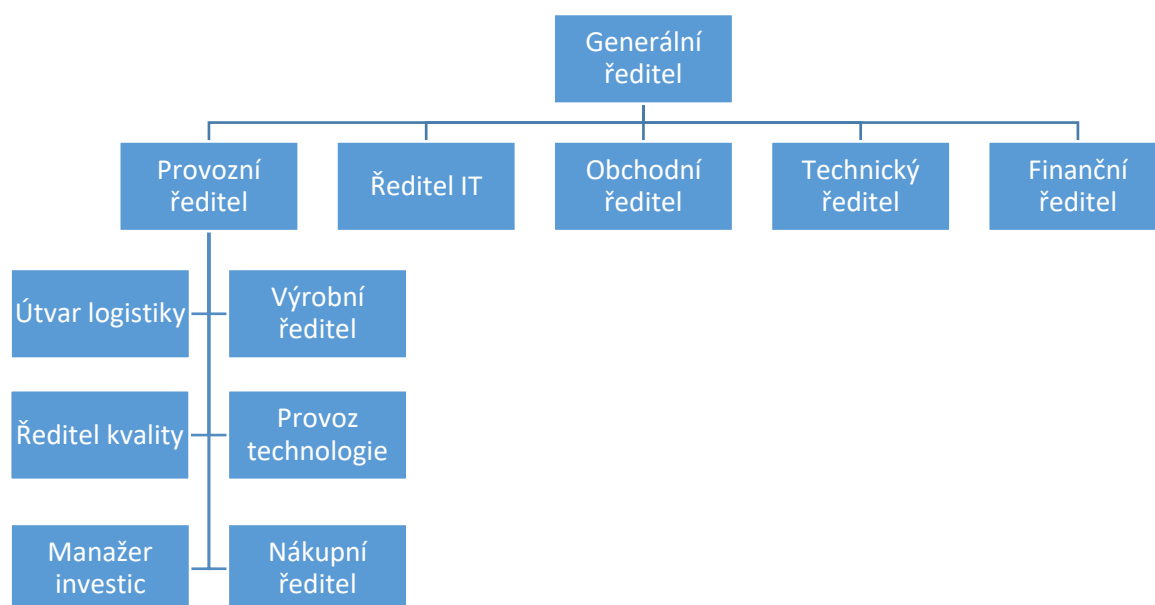 Generální
ředitel
Provozní
ředitel
Ředitel IT
Obchodní
ředitel
Technický
ředitel
Finanční
ředitel
Útvar logistiky
Výrobní
ředitel
Ředitel kvality
Provoz
technologie
Manažer
investic
Nákupní
ředitel